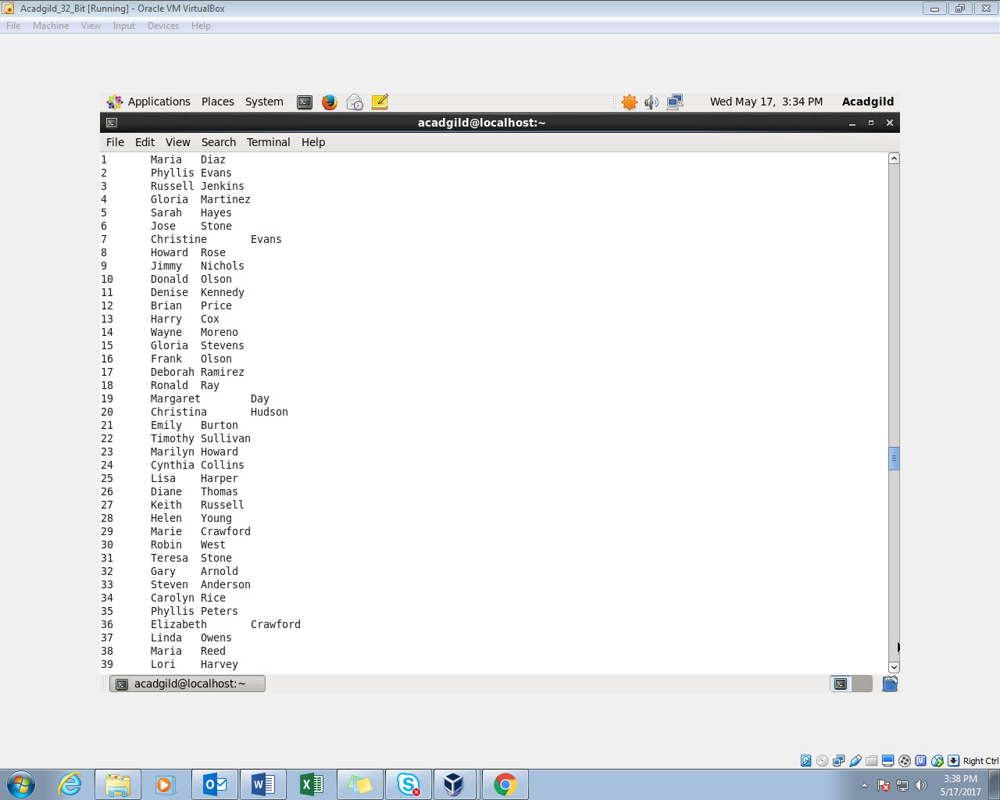 Acadgild_32_Bit [Running] - Oracle VM VirtualBox
File Machine View Input Devices Help
Applications Places System Wed May 17, 3:34 PM Acadgild
acadgild@localhost:~
File Edit View Search Terminal Help
1 Maria Diaz
2 Phyllis Evans
3 Russell Jenkins
4 Gloria Martinez
5 Sarah Hayes
6 Jose Stone
7 Christine Evans
8 Howard Rose
9 Jimmy Nichols
10 Donald Olson
11 Denise Kennedy
12 Brian Price
13 Harry Cox
14 Wayne Moreno
15 Gloria Stevens
16 Frank Olson
17 Deborah Ramirez
18 Ronald Ray
19 Margaret Day
20 Christina Hudson
21 Emily Burton
22 Timothy Sullivan
23 Marilyn Howard
24 Cynthia Collins
25 Lisa Harper
26 Diane Thomas
27 Keith Russell
28 Helen Young
29 Marie Crawford
30 Robin West
31 Teresa Stone
32 Gary Arnold
33 Steven Anderson
34 Carolyn Rice
35 Phyllis Peters
36 Elizabeth Crawford
37 Linda Owens
38 Maria Reed
39 Lori Harvey
acadgild@localhost:~
Right Ctrl
3:38 PM
5/17/2017